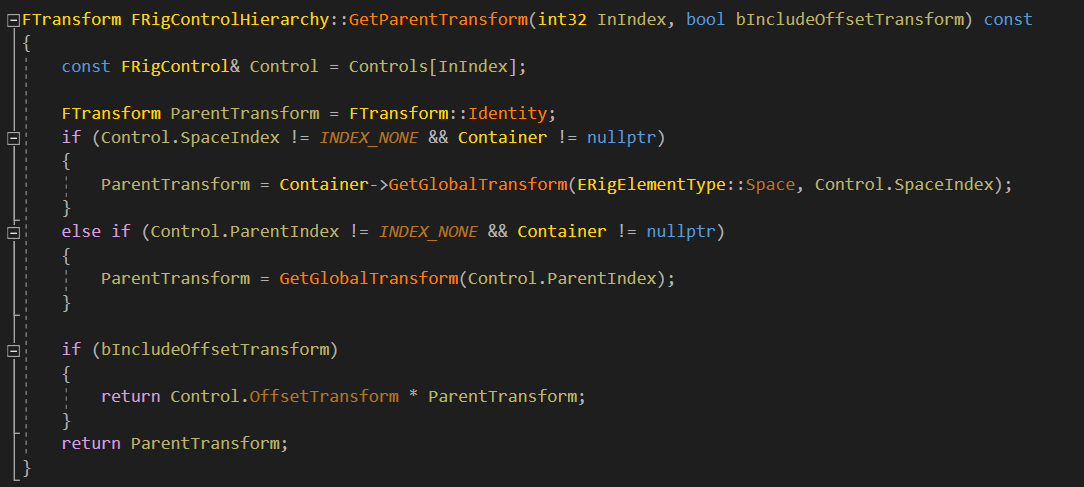 FTransform FRigControlHierarchy::GetParentTransform(int32 InIndex, bool bIncludeOffsetTransform) const
{
    const FRigControl& Control = Controls[InIndex];

    FTransform ParentTransform = FTransform::Identity;
    if (Control.SpaceIndex != INDEX_NONE && Container != nullptr)
    {
        ParentTransform = Container->GetGlobalTransform(ERigElementType::Space, Control.SpaceIndex);
    }
    else if (Control.ParentIndex != INDEX_NONE && Container != nullptr)
    {
        ParentTransform = GetGlobalTransform(Control.ParentIndex);
    }

    if (bIncludeOffsetTransform)
    {
        return Control.OffsetTransform * ParentTransform;
    }
    return ParentTransform;
}